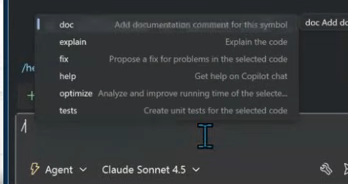 doc Add documentation comment for this symbol
doc Add do
explain Explain the code
fix Propose a fix for problems in the selected code
/he
help Get help on Copilot chat
optimize Analyze and improve running time of the selecte...
tests Create unit tests for the selected code
/
Agent Claude Sonnet 4.5